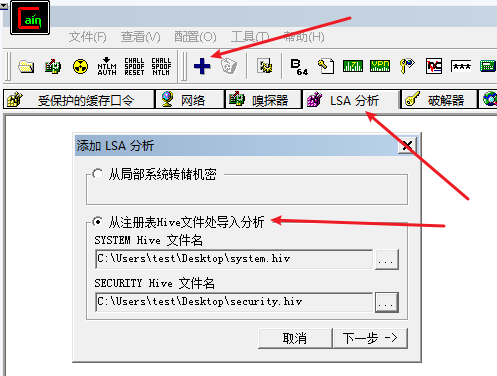 Cain
文件(F) 查看(V) 配置(O) 工具(T) 帮助(H)
NTLM AUTH CHALL SPOOF RESET CHALL SPOOF NTLM B 64
受保护的缓存口令 网络 嗅探器 LSA 分析 破解器
添加 LSA 分析
从局部系统转储机密
从注册表Hive文件处导入分析
SYSTEM Hive 文件名
C:\Users\test\Desktop\system.hiv ...
SECURITY Hive 文件名
C:\Users\test\Desktop\security.hiv ...
取消 下一步 ->